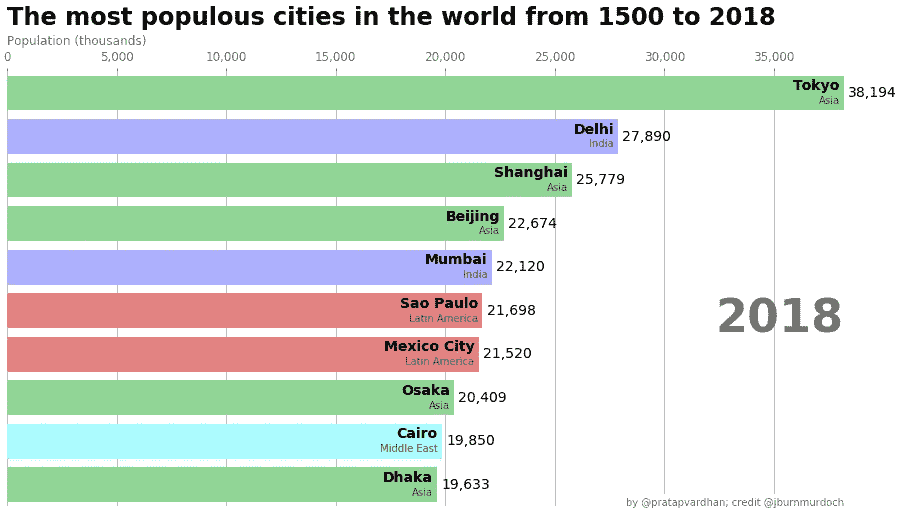 The most populous cities in the world from 1500 to 2018
Population (thousands)
0 5,000 10,000 15,000 20,000 25,000 30,000 35,000
Tokyo
Asia
38,194
Delhi
India
27,890
Shanghai
Asia
25,779
Beijing
Asia
22,674
Mumbai
India
22,120
Sao Paulo
Latin America
21,698
Mexico City
Latin America
21,520
2018
Osaka
Asia
20,409
Cairo
Middle East
19,850
Dhaka
Asia
19,633
by @pratapvardhan; credit @jburnmurdoch